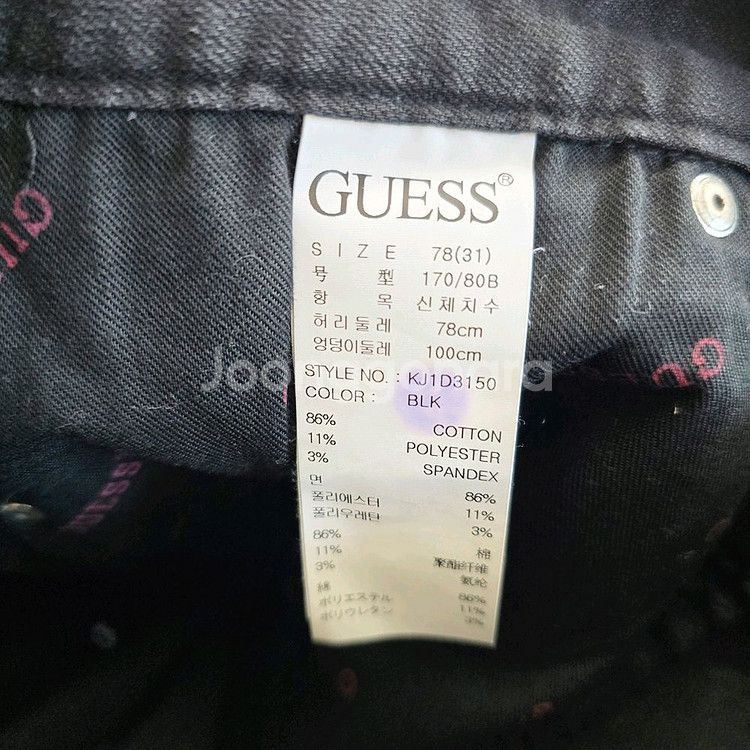 GUESS®
SIZE 78(31)
号 型 170/80B
항 목 신체치수
허리둘레 78cm
엉덩이둘레 100cm
STYLE NO. : KJ1D3150
COLOR : BLK
86% COTTON
11% POLYESTER
3% SPANDEX
면 86%
폴리에스터 11%
폴리우레탄 3%
86% 棉
11% 聚酯纤维
3% 氨纶
綿 86%
ポリエステル 11%
ポリウレタン 3%
Joonggonara
GU
GUESS